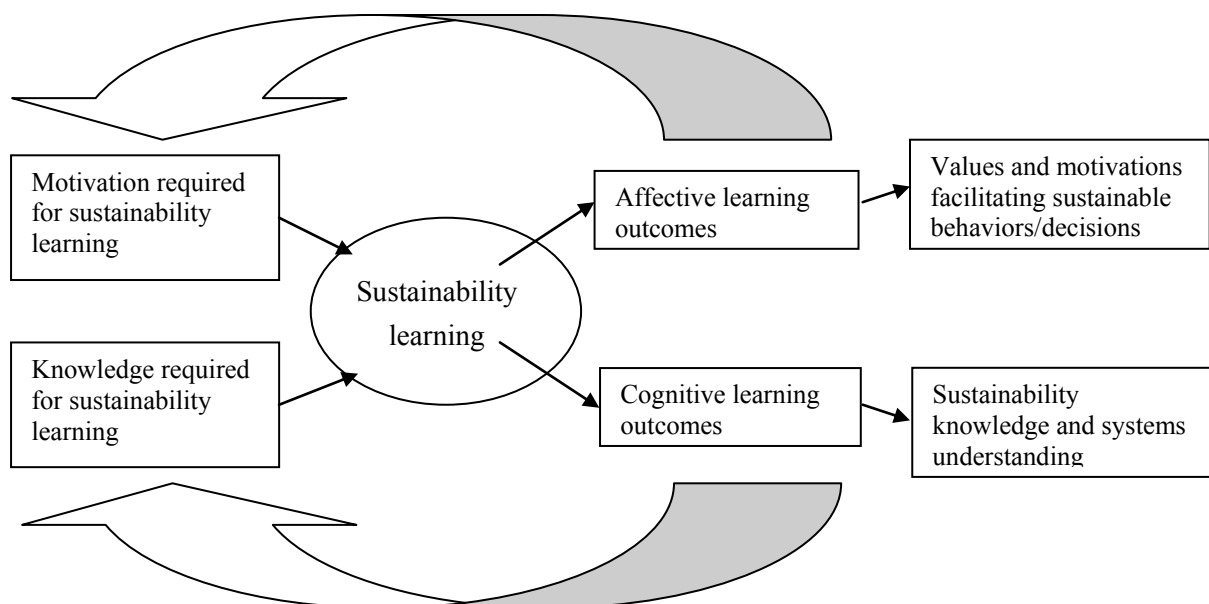 Motivation required
for sustainability
learning
Affective learning
outcomes
Values and motivations
facilitating sustainable
behaviors/decisions
Sustainability
learning
Knowledge required
for sustainability
learning
Cognitive learning
outcomes
Sustainability
knowledge and systems
understanding